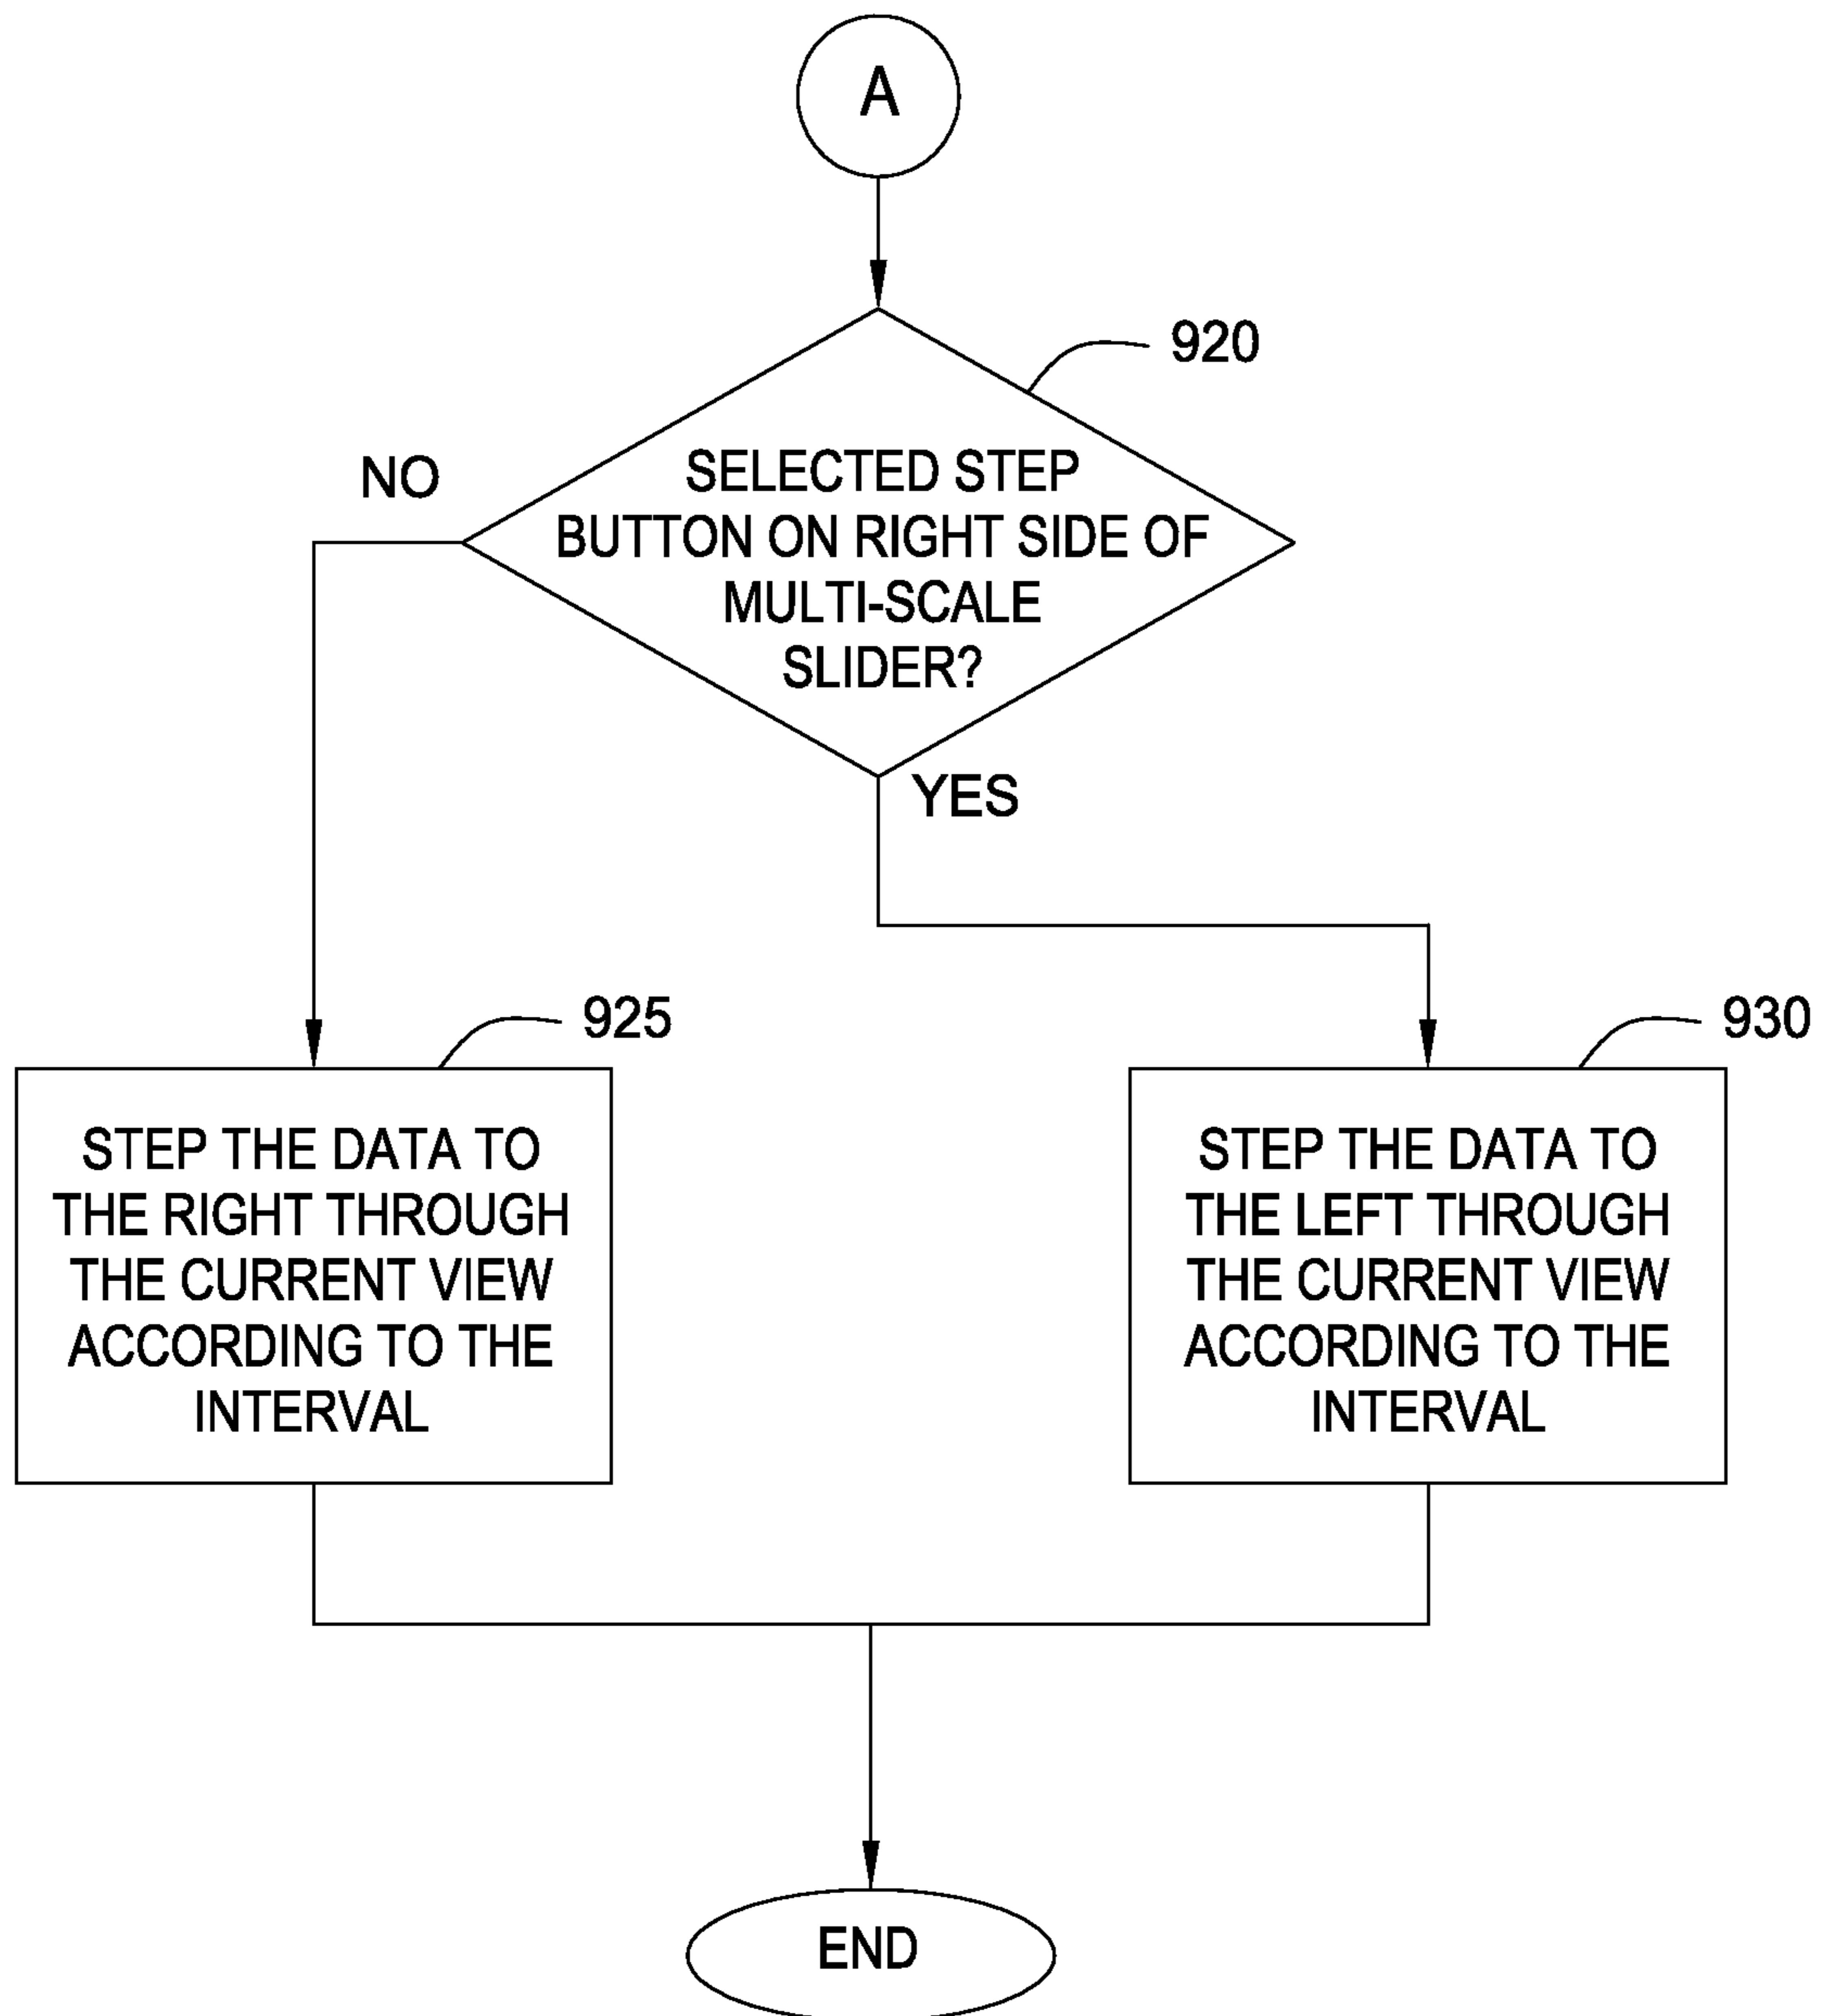 A
920
NO
SELECTED STEP
BUTTON ON RIGHT SIDE OF
MULTI-SCALE
SLIDER?
YES
925
930
STEP THE DATA TO
THE RIGHT THROUGH
THE CURRENT VIEW
ACCORDING TO THE
INTERVAL
STEP THE DATA TO
THE LEFT THROUGH
THE CURRENT VIEW
ACCORDING TO THE
INTERVAL
END